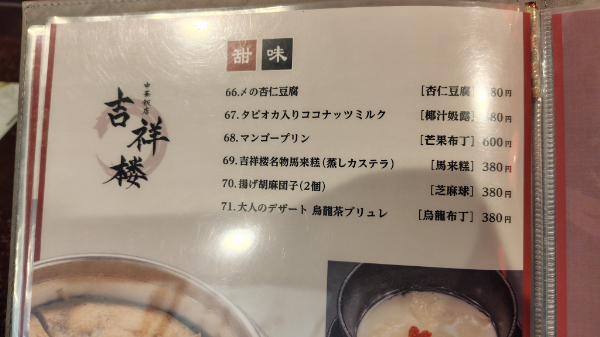 甜味
中華飯店
吉祥楼
66.〆の杏仁豆腐 [杏仁豆腐] 80円
67.タピオカ入りココナッツミルク [椰汁姫露] 380円
68.マンゴープリン [芒果布丁] 600円
69.吉祥楼名物馬来糕(蒸しカステラ) [馬来糕] 380円
70.揚げ胡麻団子(2個) [芝麻球] 380円
71.大人のデザート 烏龍茶ブリュレ [烏龍布丁] 380円